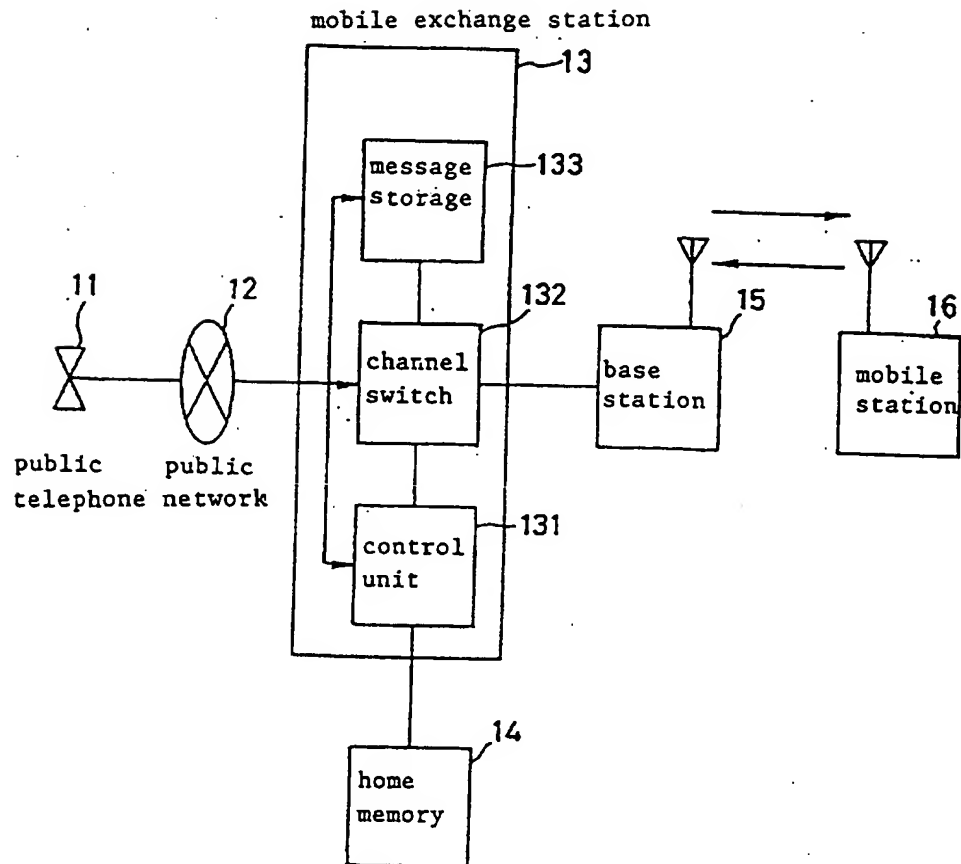 mobile exchange station
13
message
storage
133
11
12
132
15
16
channel
switch
base
station
mobile
station
public
telephone
public
network
131
control
unit
14
home
memory